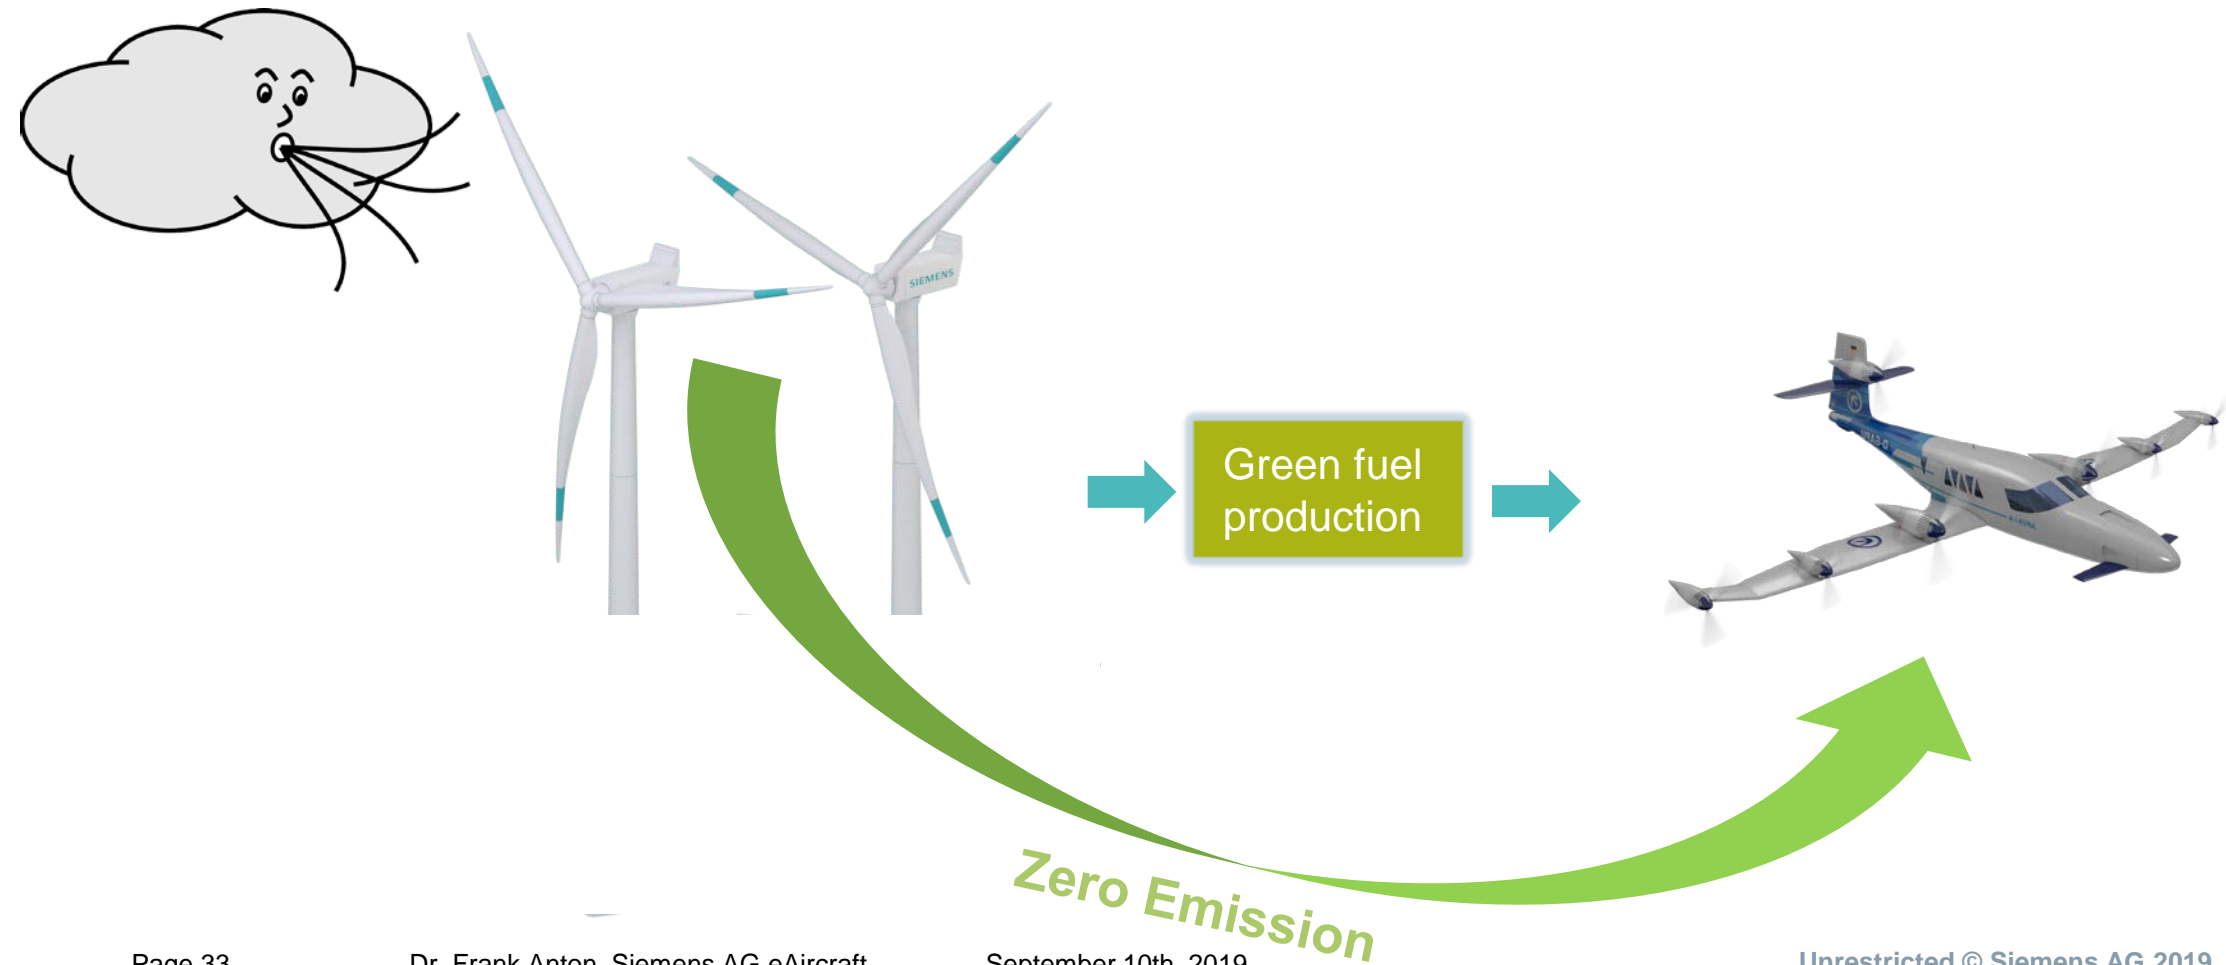 SIEMENS
Green fuel
production
Zero Emission
Page 33
Dr. Frank Anton, Siemens AG eAircraft
September 10th, 2019
Unrestricted © Siemens AG 2019